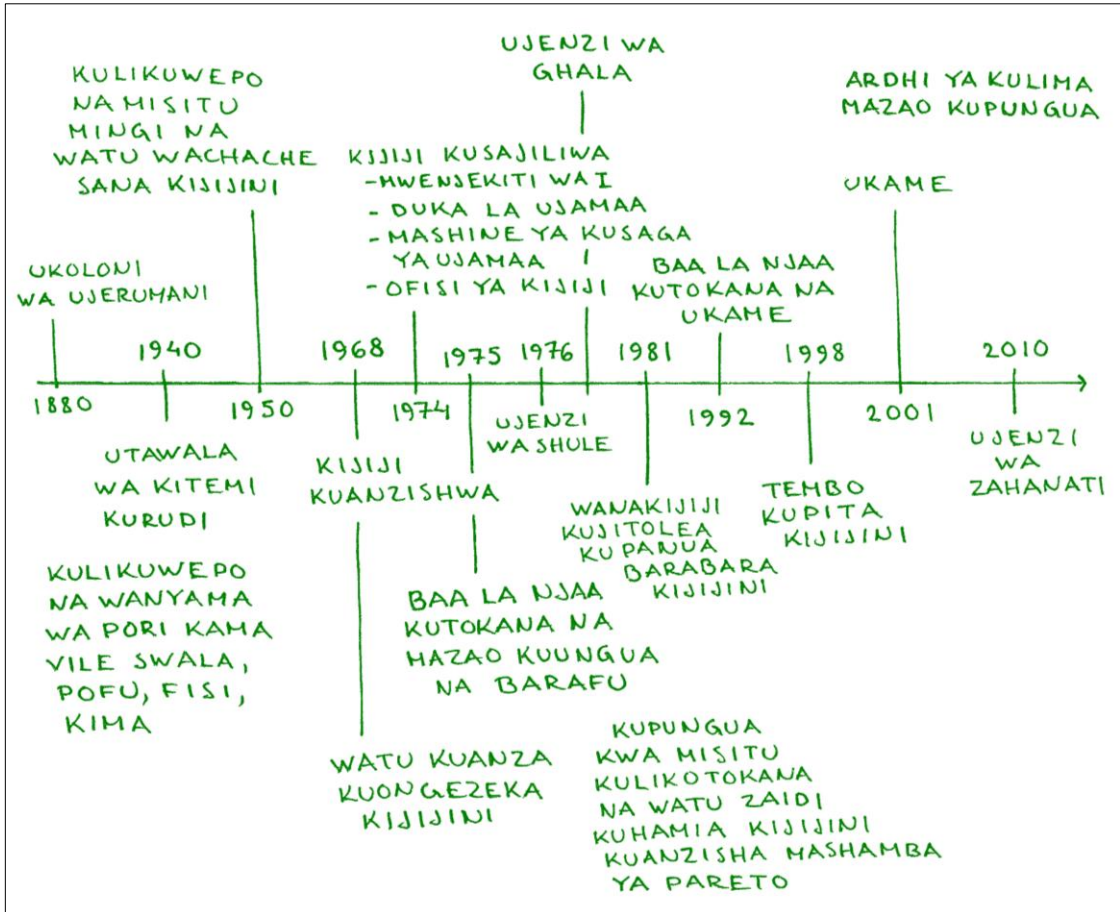 UJENZI WA
GHALA
KULIKUWEPO
NA MISITU
MINGI NA
WATU WACHACHE
SANA KIJIJINI
ARDHI YA KULIMA
MAZAO KUPUNGUA
KIJIJI KUSAJILIWA
-MWENJEKITI WA I
- DUKA LA UJAMAA
-MASHINE YA KUSAGA
YA UJAMAA
- OFISI YA KIJIJI
UKAME
UKOLONI
WA UJERUMANI
BAA LA NJAA
KUTOKANA NA
UKAME
1940
1968
1975
1976
1981
1998
2010
1880
1950
1974
1992
2001
UTAWALA
WA KITEMI
KURUDI
KIJIJI
KUANZISHWA
UJENZI
WA SHULE
UJENZI
WA
ZAHANATI
WANAKIJIJI
KUJITOLEA
KUPANUA
BARABARA
KIJIJINI
TEMBO
KUPITA
KIJIJINI
KULIKUWEPO
NA WANYAMA
WA PORI KAMA
VILE SWALA,
POFU, FISI,
KIMA
BAA LA NJAA
KUTOKANA NA
MAZAO KUUNGUA
NA BARAFU
WATU KUANZA
KUONGEZEKA
KIJIJINI
KUPUNGUA
KWA MISITU
KULIKOTOKANA
NA WATU ZAIDI
KUHAMIA KIJIJINI
KUANZISHA MASHAMBA
YA PARETO